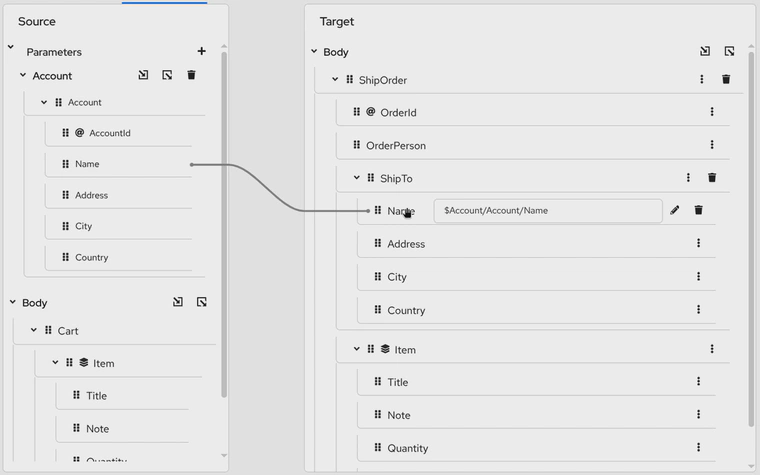 Source
Parameters
Account
Account
@ AccountId
Name
Address
City
Country
Body
Cart
Item
Title
Note
Quantity
Target
Body
ShipOrder
@ OrderId
OrderPerson
ShipTo
Name
$Account/Account/Name
Address
City
Country
Item
Title
Note
Quantity